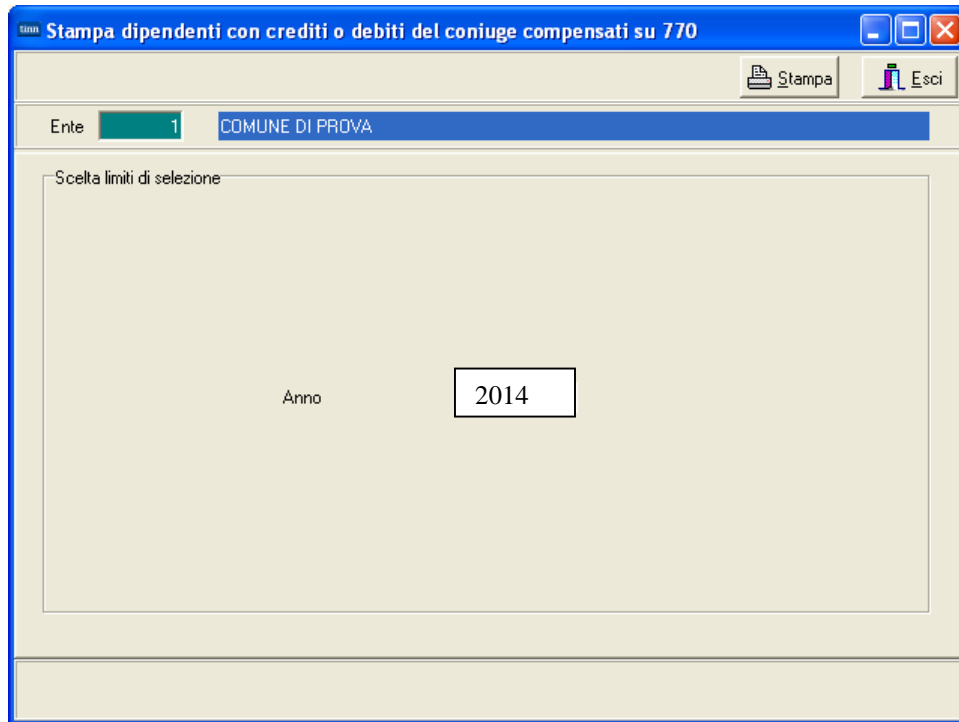 tinn Stampa dipendenti con crediti o debiti del coniuge compensati su 770
Stampa Esci
Ente 1 COMUNE DI PROVA
Scelta limiti di selezione
Anno 2014